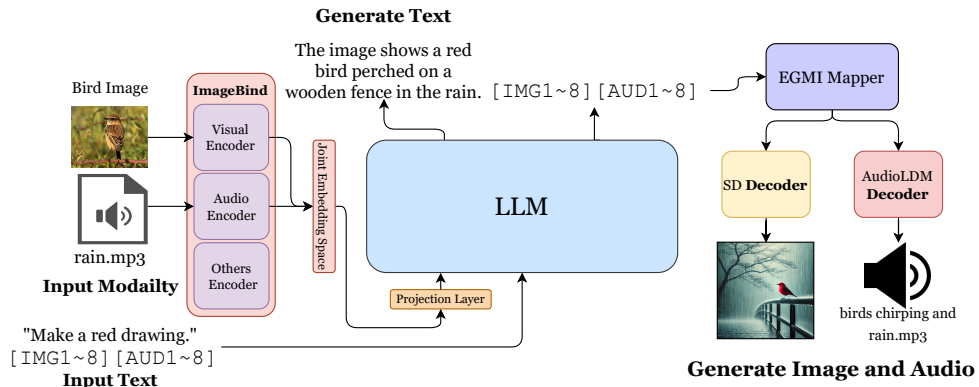 Generate Text
The image shows a red
bird perched on a
wooden fence in the rain.
[IMG1~8][AUD1~8]
EGMI Mapper
Bird Image
ImageBind
Visual
Encoder
Audio
Encoder
Others
Encoder
rain.mp3
Input Modailty
Joint Embedding Space
LLM
Projection Layer
SD Decoder
AudioLDM
Decoder
birds chirping and
rain.mp3
"Make a red drawing."
[IMG1~8][AUD1~8]
Input Text
Generate Image and Audio